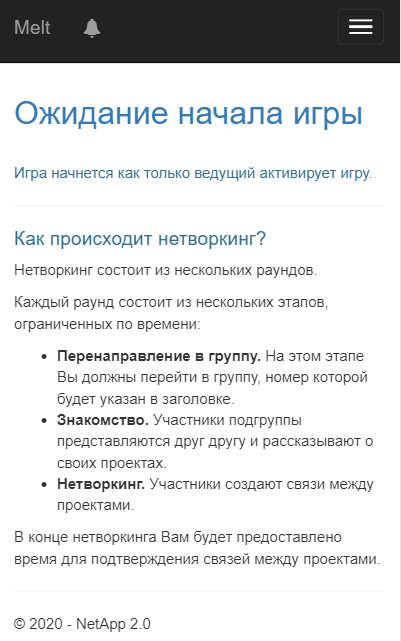 Melt
Ожидание начала игры
Игра начнется как только ведущий активирует игру.
Как происходит нетворкинг?
Нетворкинг состоит из нескольких раундов.
Каждый раунд состоит из нескольких этапов,
ограниченных по времени:
• Перенаправление в группу. На этом этапе
Вы должны перейти в группу, номер которой
будет указан в заголовке.
• Знакомство. Участники подгруппы
представляются друг другу и рассказывают о
своих проектах.
• Нетворкинг. Участники создают связи между
проектами.
В конце нетворкинга Вам будет предоставлено
время для подтверждения связей между проектами.
© 2020 - NetApp 2.0